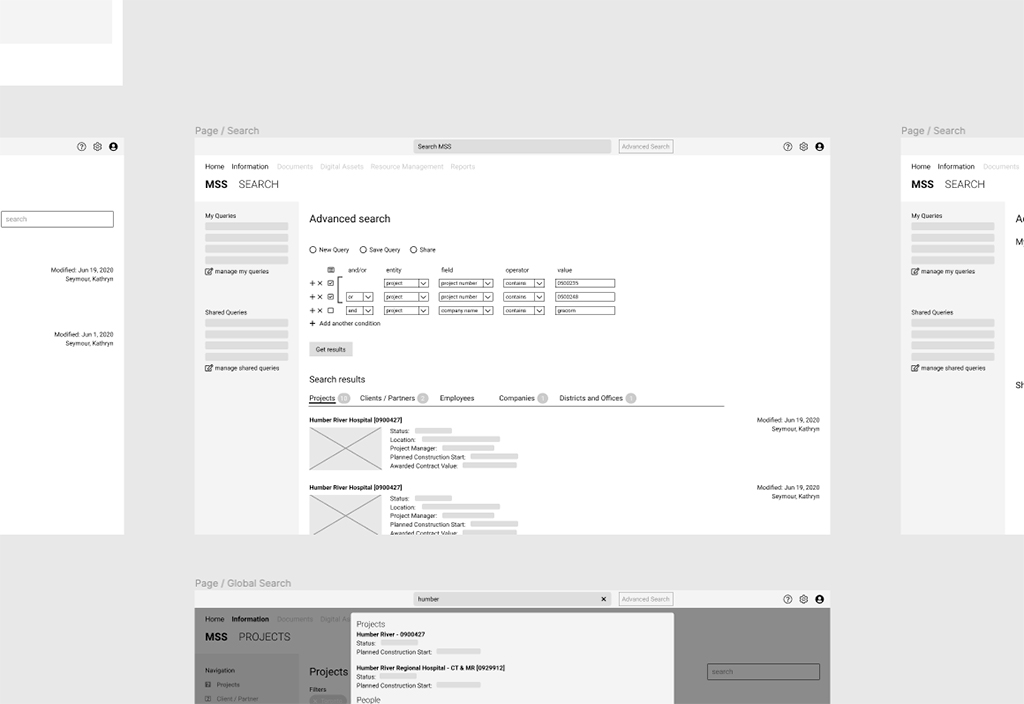 search
Modified: Jun 19, 2020
Seymour, Kathryn
Modified: Jun 1, 2020
Seymour, Kathryn
Page / Search
Search MSS
Advanced Search
Home Information Documents Digital Assets Resource Management Reports
MSS SEARCH
My Queries
manage my queries
Shared Queries
manage shared queries
Advanced search
New Query Save Query Share
and/or entity field operator value
project project number contains 0500235
or project number contains 0500248
project
and project company name contains gracorn
Add another condition
Get results
Search results
Projects 18 Clients / Partners 2 Employees Companies 1 Districts and Offices 1
Humber River Hospital [0900427]
Modified: Jun 19, 2020
Seymour, Kathryn
Status:
Location:
Project Manager:
Planned Construction Start:
Awarded Contract Value:
Humber River Hospital [0900427]
Modified: Jun 19, 2020
Seymour, Kathryn
Status:
Location:
Project Manager:
Planned Construction Start:
Awarded Contract Value:
Page / Search
Home Information Documents
MSS SEARCH
My Queries
manage my queries
Shared Queries
manage shared queries
Page / Global Search
humber
Advanced Search
Home Information Documents Digital As
MSS PROJECTS
Navigation
Projects
Client / Partner
Projects
Filters
search
Projects
Humber River - 0900427
Status:
Planned Construction Start:
Humber River Regional Hospital - CT & MR [0929912]
Status:
Planned Construction Start:
People